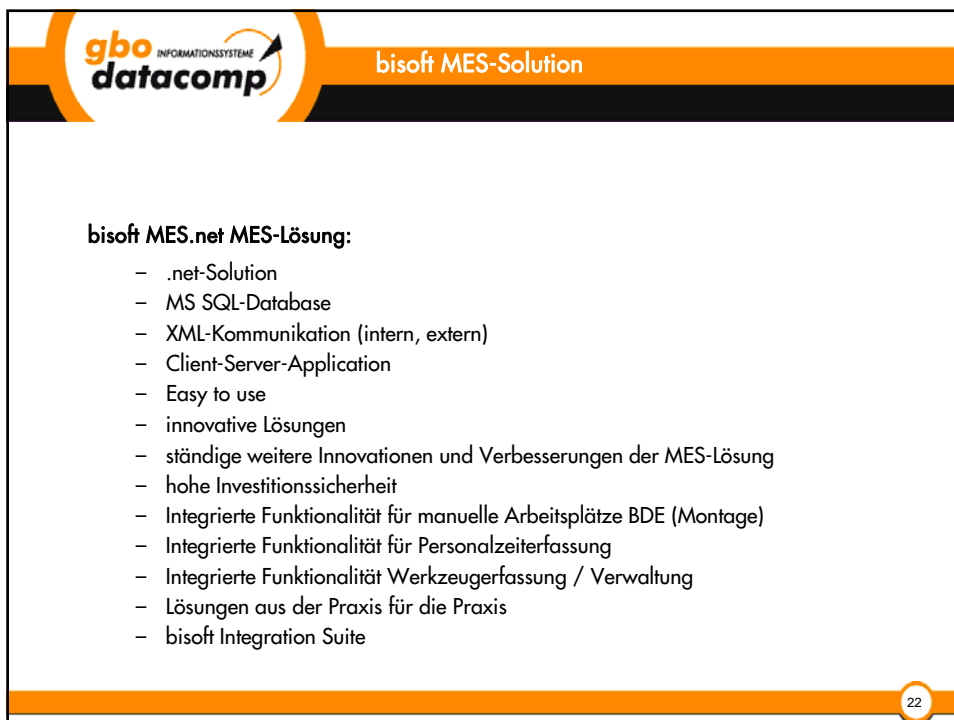 gbo INFORMATIONSSYSTEME
datacomp
bisoft MES-Solution
bisoft MES.net MES-Lösung:
– .net-Solution
– MS SQL-Database
– XML-Kommunikation (intern, extern)
– Client-Server-Application
– Easy to use
– innovative Lösungen
– ständige weitere Innovationen und Verbesserungen der MES-Lösung
– hohe Investitionssicherheit
– Integrierte Funktionalität für manuelle Arbeitsplätze BDE (Montage)
– Integrierte Funktionalität für Personalzeiterfassung
– Integrierte Funktionalität Werkzeugerfassung / Verwaltung
– Lösungen aus der Praxis für die Praxis
– bisoft Integration Suite
22